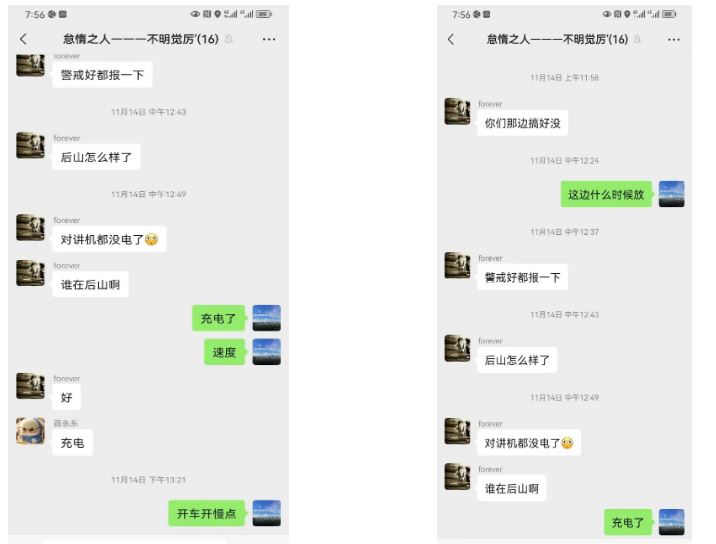 7:56
怠惰之人一一一不明觉厉'(16)
forever
警戒好都报一下
11月14日 中午12:43
forever
后山怎么样了
11月14日 中午12:49
forever
对讲机都没电了
forever
谁在后山啊
充电了
速度
forever
好
蒋永东
充电
11月14日 下午13:21
开车开慢点
7:56
怠惰之人一一一不明觉厉'(16)
11月14日 上午11:58
forever
你们那边搞好没
11月14日 中午12:24
这边什么时候放
11月14日 中午12:37
forever
警戒好都报一下
11月14日 中午12:43
forever
后山怎么样了
11月14日 中午12:49
forever
对讲机都没电了
forever
谁在后山啊
充电了